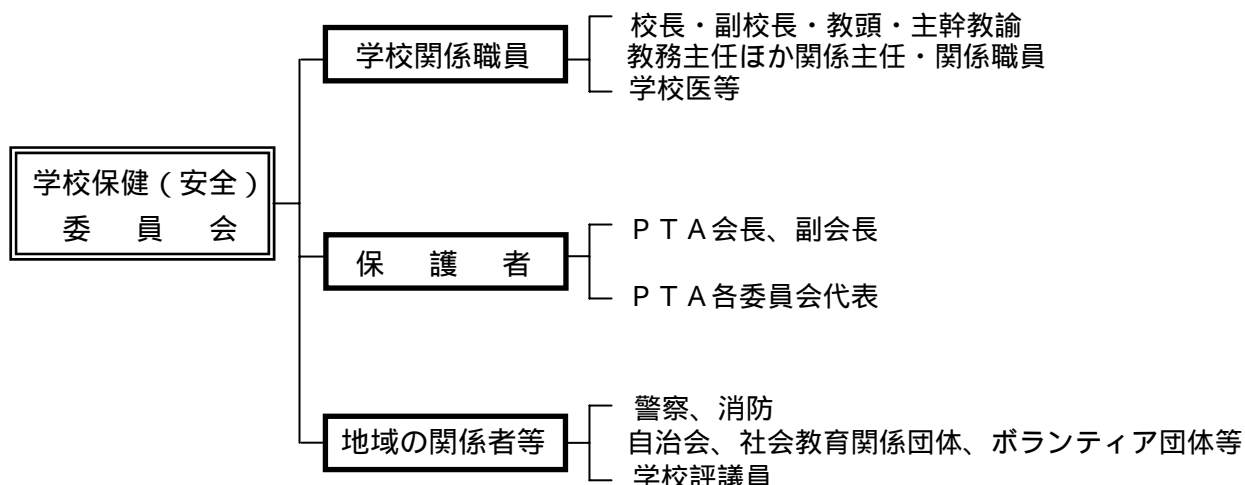 学校保健（安全）
委員会
学校関係職員
校長・副校長・教頭・主幹教諭
教務主任ほか関係主任・関係職員
学校医等
保護者
ＰＴＡ会長、副会長
ＰＴＡ各委員会代表
地域の関係者等
警察、消防
自治会、社会教育関係団体、ボランティア団体等
学校評議員